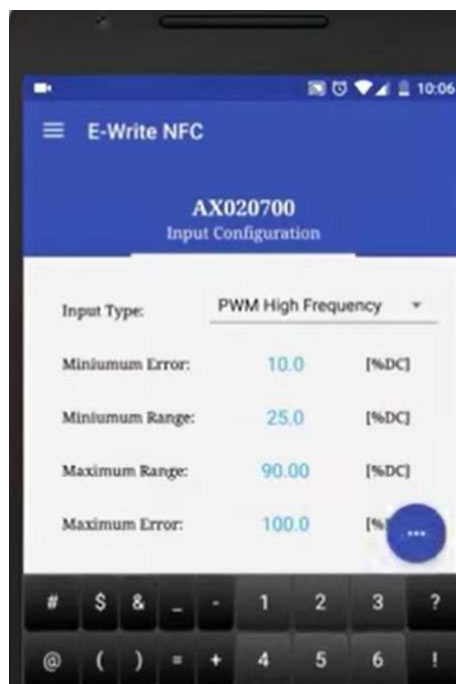 10:06
E-Write NFC
AX020700
Input Configuration
Input Type: PWM High Frequency
Miniumum Error: 10.0 [%DC]
Miniumum Range: 25.0 [%DC]
Maximum Range: 90.00 [%DC]
Maximum Error: 100.0 [%
# $ & _ - 1 2 3 ?
@ ( ) = + 4 5 6 !